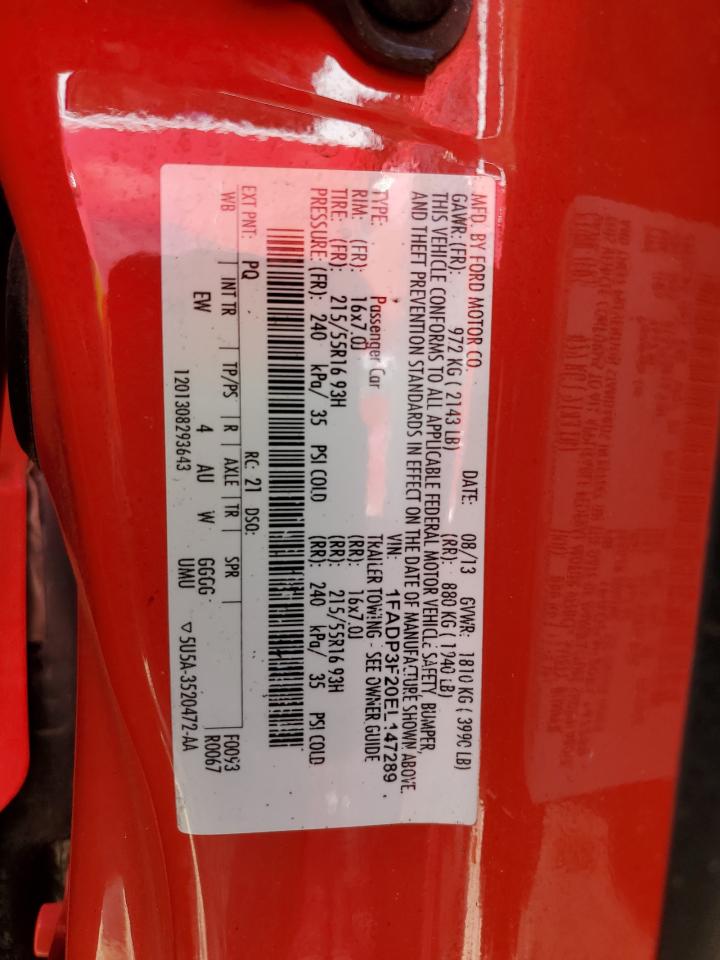 MFD. BY FORD MOTOR CO. DATE: 08/13 GVWR: 1810 KG ( 3990 LB)
GAWR: (FR): 972 KG ( 2143 LB) (RR): 880 KG ( 1940 LB)
THIS VEHICLE CONFORMS TO ALL APPLICABLE FEDERAL MOTOR VEHICLE SAFETY, BUMPER,
AND THEFT PREVENTION STANDARDS IN EFFECT ON THE DATE OF MANUFACTURE SHOWN ABOVE.
VIN: 1FADP3F20EL147289
TYPE: Passenger Car TRAILER TOWING - SEE OWNER GUIDE
RIM: (FR): 16x7.0J (RR): 16x7.0J
TIRE: (FR): 215/55R16 93H (RR): 215/55R16 93H
PRESSURE: (FR): 240 kPa/ 35 PSI COLD (RR): 240 kPa/ 35 PSI COLD
EXT PNT: PQ RC: 21 DSO: F0093
WB INT TR TP/PS R AXLE TR SPR R0067
EW 4 AU W GGCG
1201308293643 UMU ▽5U5A-3520472-AA